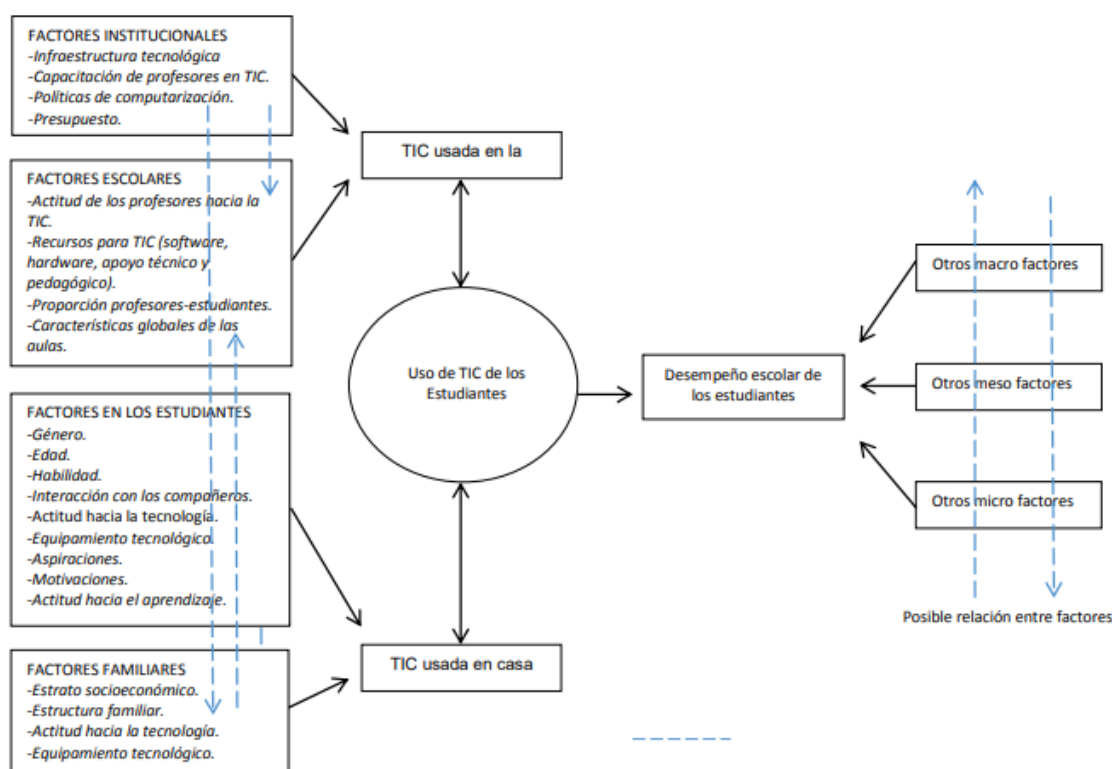 FACTORES INSTITUCIONALES
-Infraestructura tecnológica
-Capacitación de profesores en TIC.
-Políticas de computarización.
-Presupuesto.
FACTORES ESCOLARES
-Actitud de los profesores hacia la
TIC.
-Recursos para TIC (software,
hardware, apoyo técnico y
pedagógico).
-Proporción profesores-estudiantes.
-Características globales de las
aulas.
FACTORES EN LOS ESTUDIANTES
-Género.
-Edad.
-Habilidad.
-Interacción con los compañeros.
-Actitud hacia la tecnología.
-Equipamiento tecnológico.
-Aspiraciones.
-Motivaciones.
-Actitud hacia el aprendizaje.
FACTORES FAMILIARES
-Estrato socioeconómico.
-Estructura familiar.
-Actitud hacia la tecnología.
-Equipamiento tecnológico.
TIC usada en la
Uso de TIC de los
Estudiantes
TIC usada en casa
Desempeño escolar de
los estudiantes
Otros macro factores
Otros meso factores
Otros micro factores
Posible relación entre factores